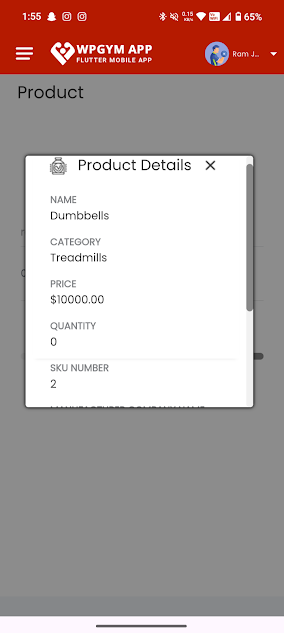 1:55
0.15
KB/s
65%
WPGYM APP
FLUTTER MOBILE APP
Ram J...
Product
Product Details
NAME
Dumbbells
CATEGORY
Treadmills
PRICE
$10000.00
QUANTITY
0
SKU NUMBER
2